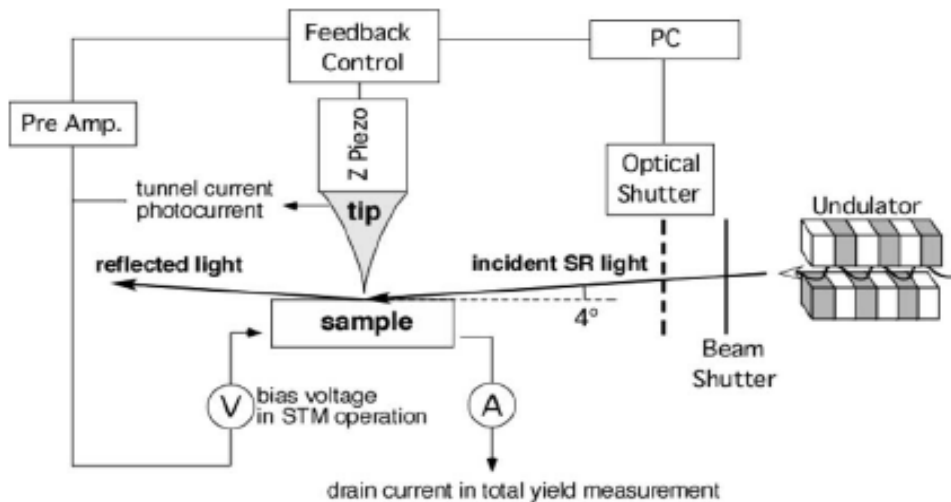 Feedback
Control
PC
Pre Amp.
Z Piezo
Optical
Shutter
tunnel current
photocurrent
tip
Undulator
reflected light
incident SR light
sample
4°
Beam
Shutter
V
bias voltage
in STM operation
A
drain current in total yield measurement